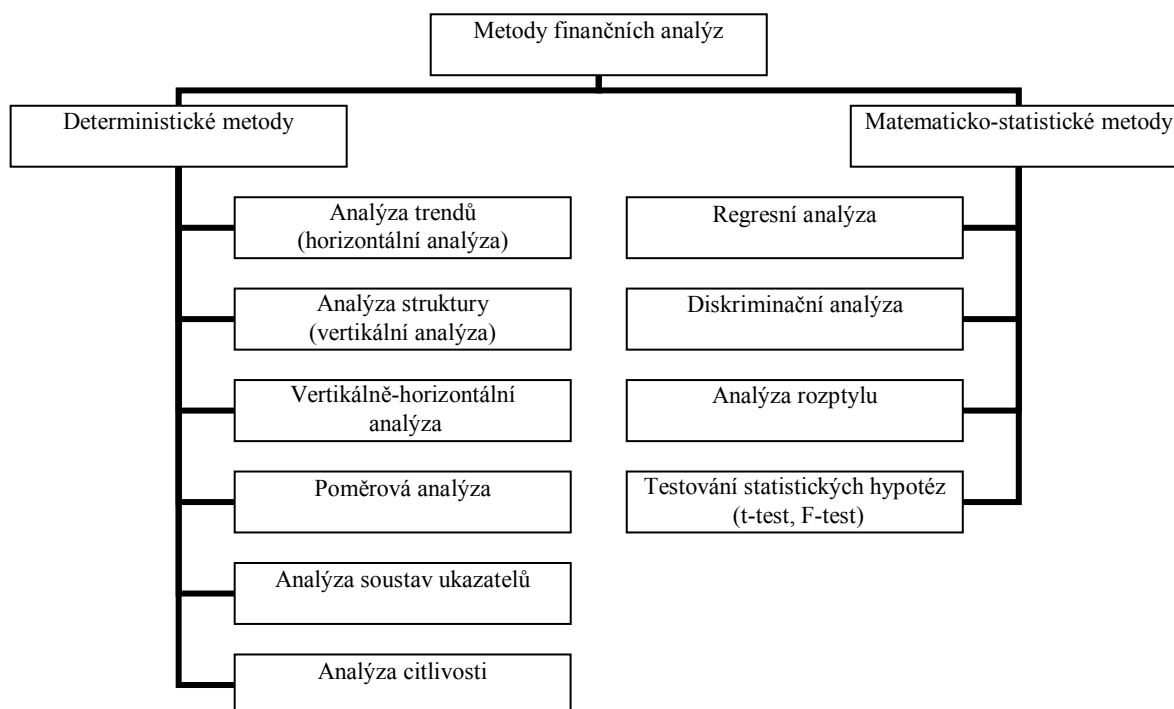 Metody finančních analýz
Deterministické metody
Matematicko-statistické metody
Analýza trendů
(horizontální analýza)
Analýza struktury
(vertikální analýza)
Vertikálně-horizontální
analýza
Poměrová analýza
Analýza soustav ukazatelů
Analýza citlivosti
Regresní analýza
Diskriminační analýza
Analýza rozptylu
Testování statistických hypotéz
(t-test, F-test)